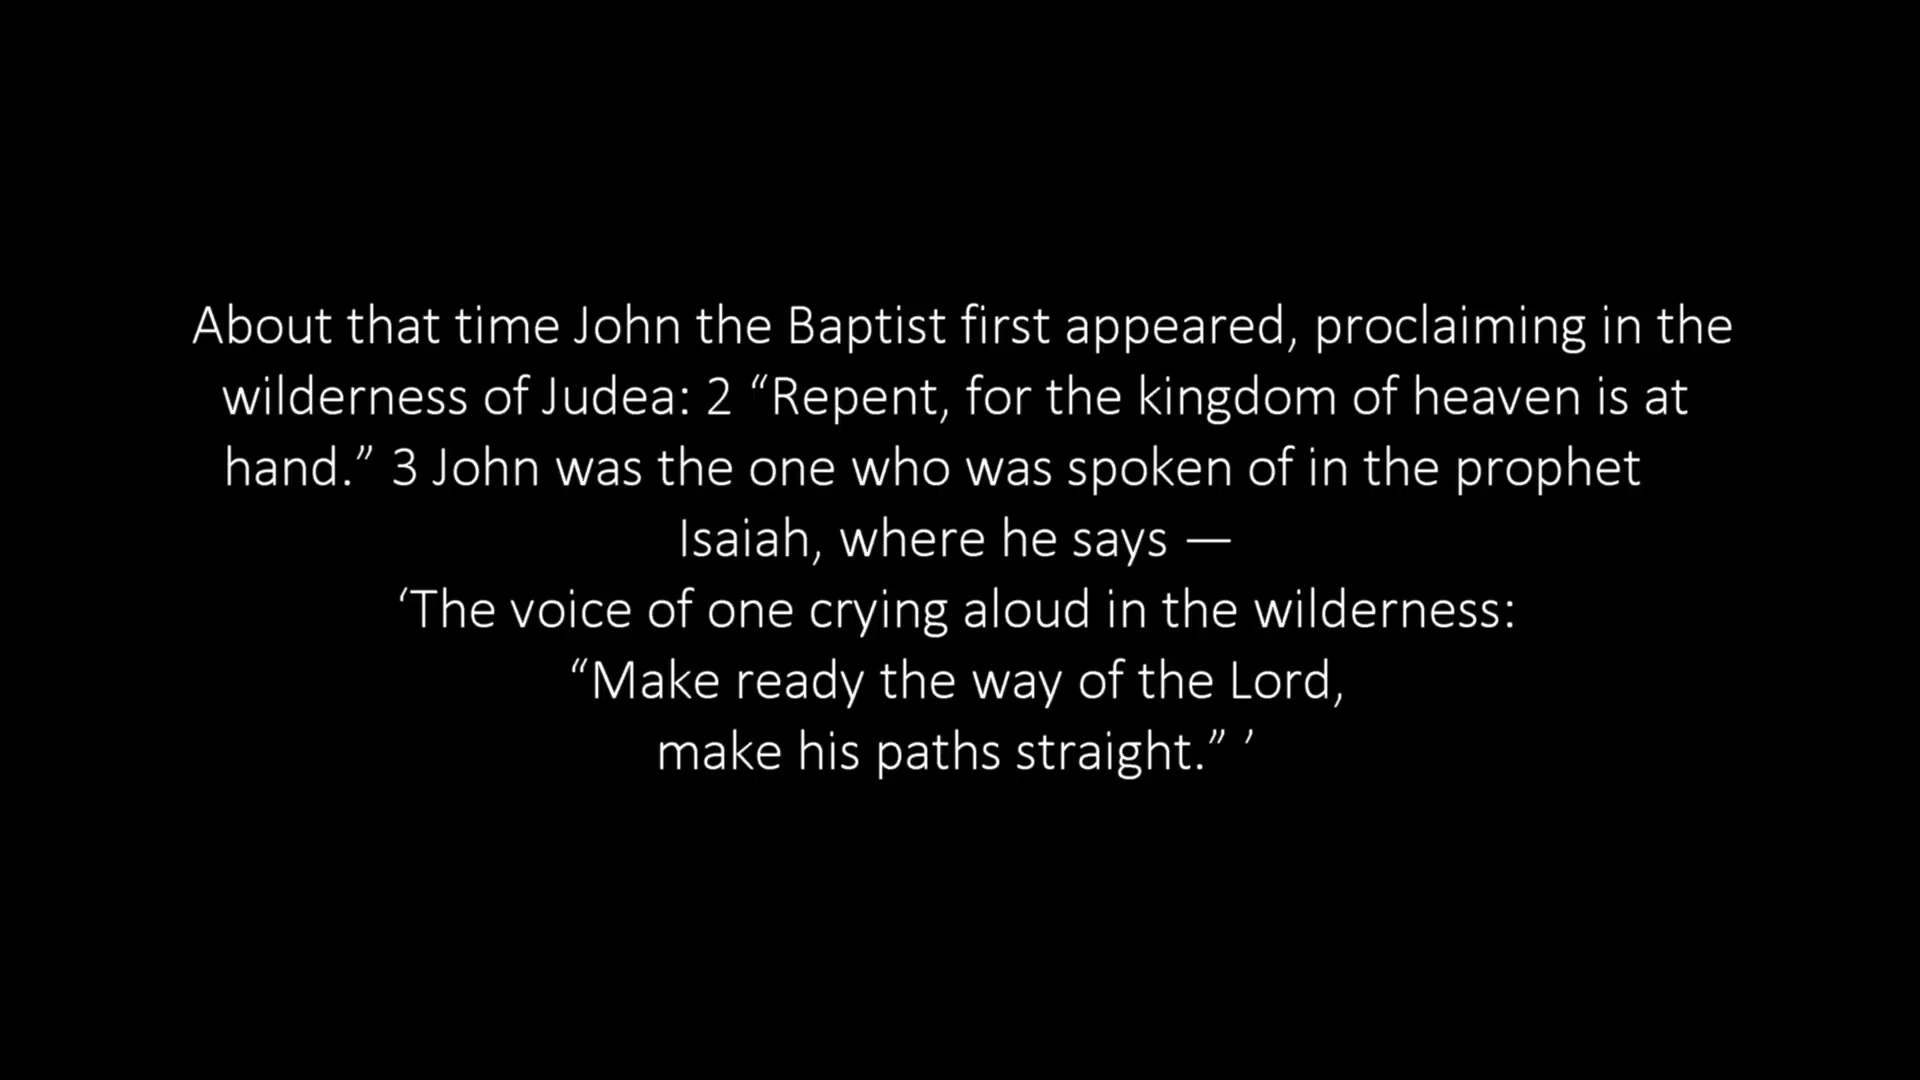 About that time John the Baptist first appeared, proclaiming in the
wilderness of Judea: 2 “Repent, for the kingdom of heaven is at
hand.” 3 John was the one who was spoken of in the prophet
Isaiah, where he says —
‘The voice of one crying aloud in the wilderness:
“Make ready the way of the Lord,
make his paths straight.” ’